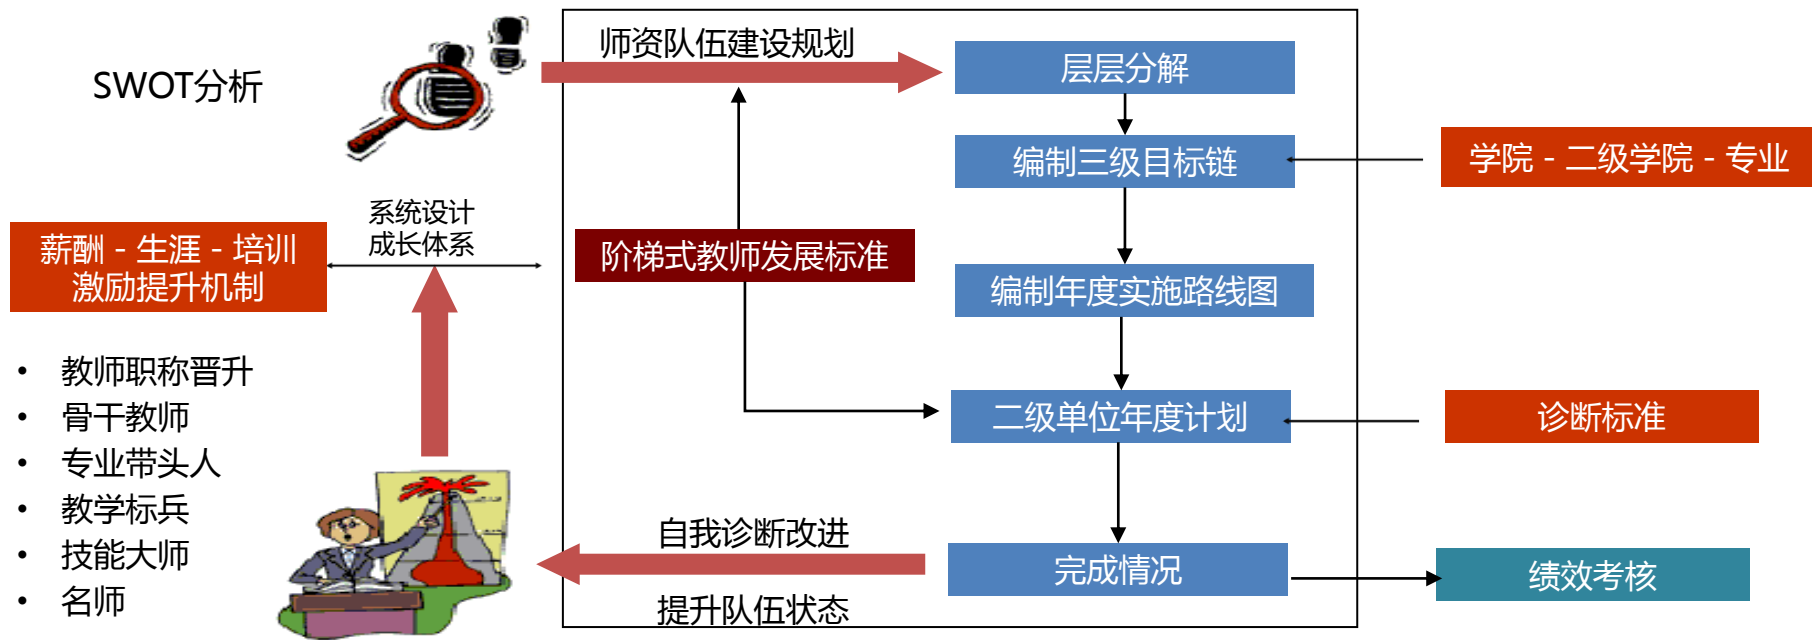 师资队伍建设规划
SWOT分析
层层分解
编制三级目标链
学院 - 二级学院 - 专业
系统设计
成长体系
薪酬 - 生涯 - 培训
激励提升机制
阶梯式教师发展标准
编制年度实施路线图
• 教师职称晋升
• 骨干教师
• 专业带头人
• 教学标兵
• 技能大师
• 名师
二级单位年度计划
诊断标准
自我诊断改进
提升队伍状态
完成情况
绩效考核